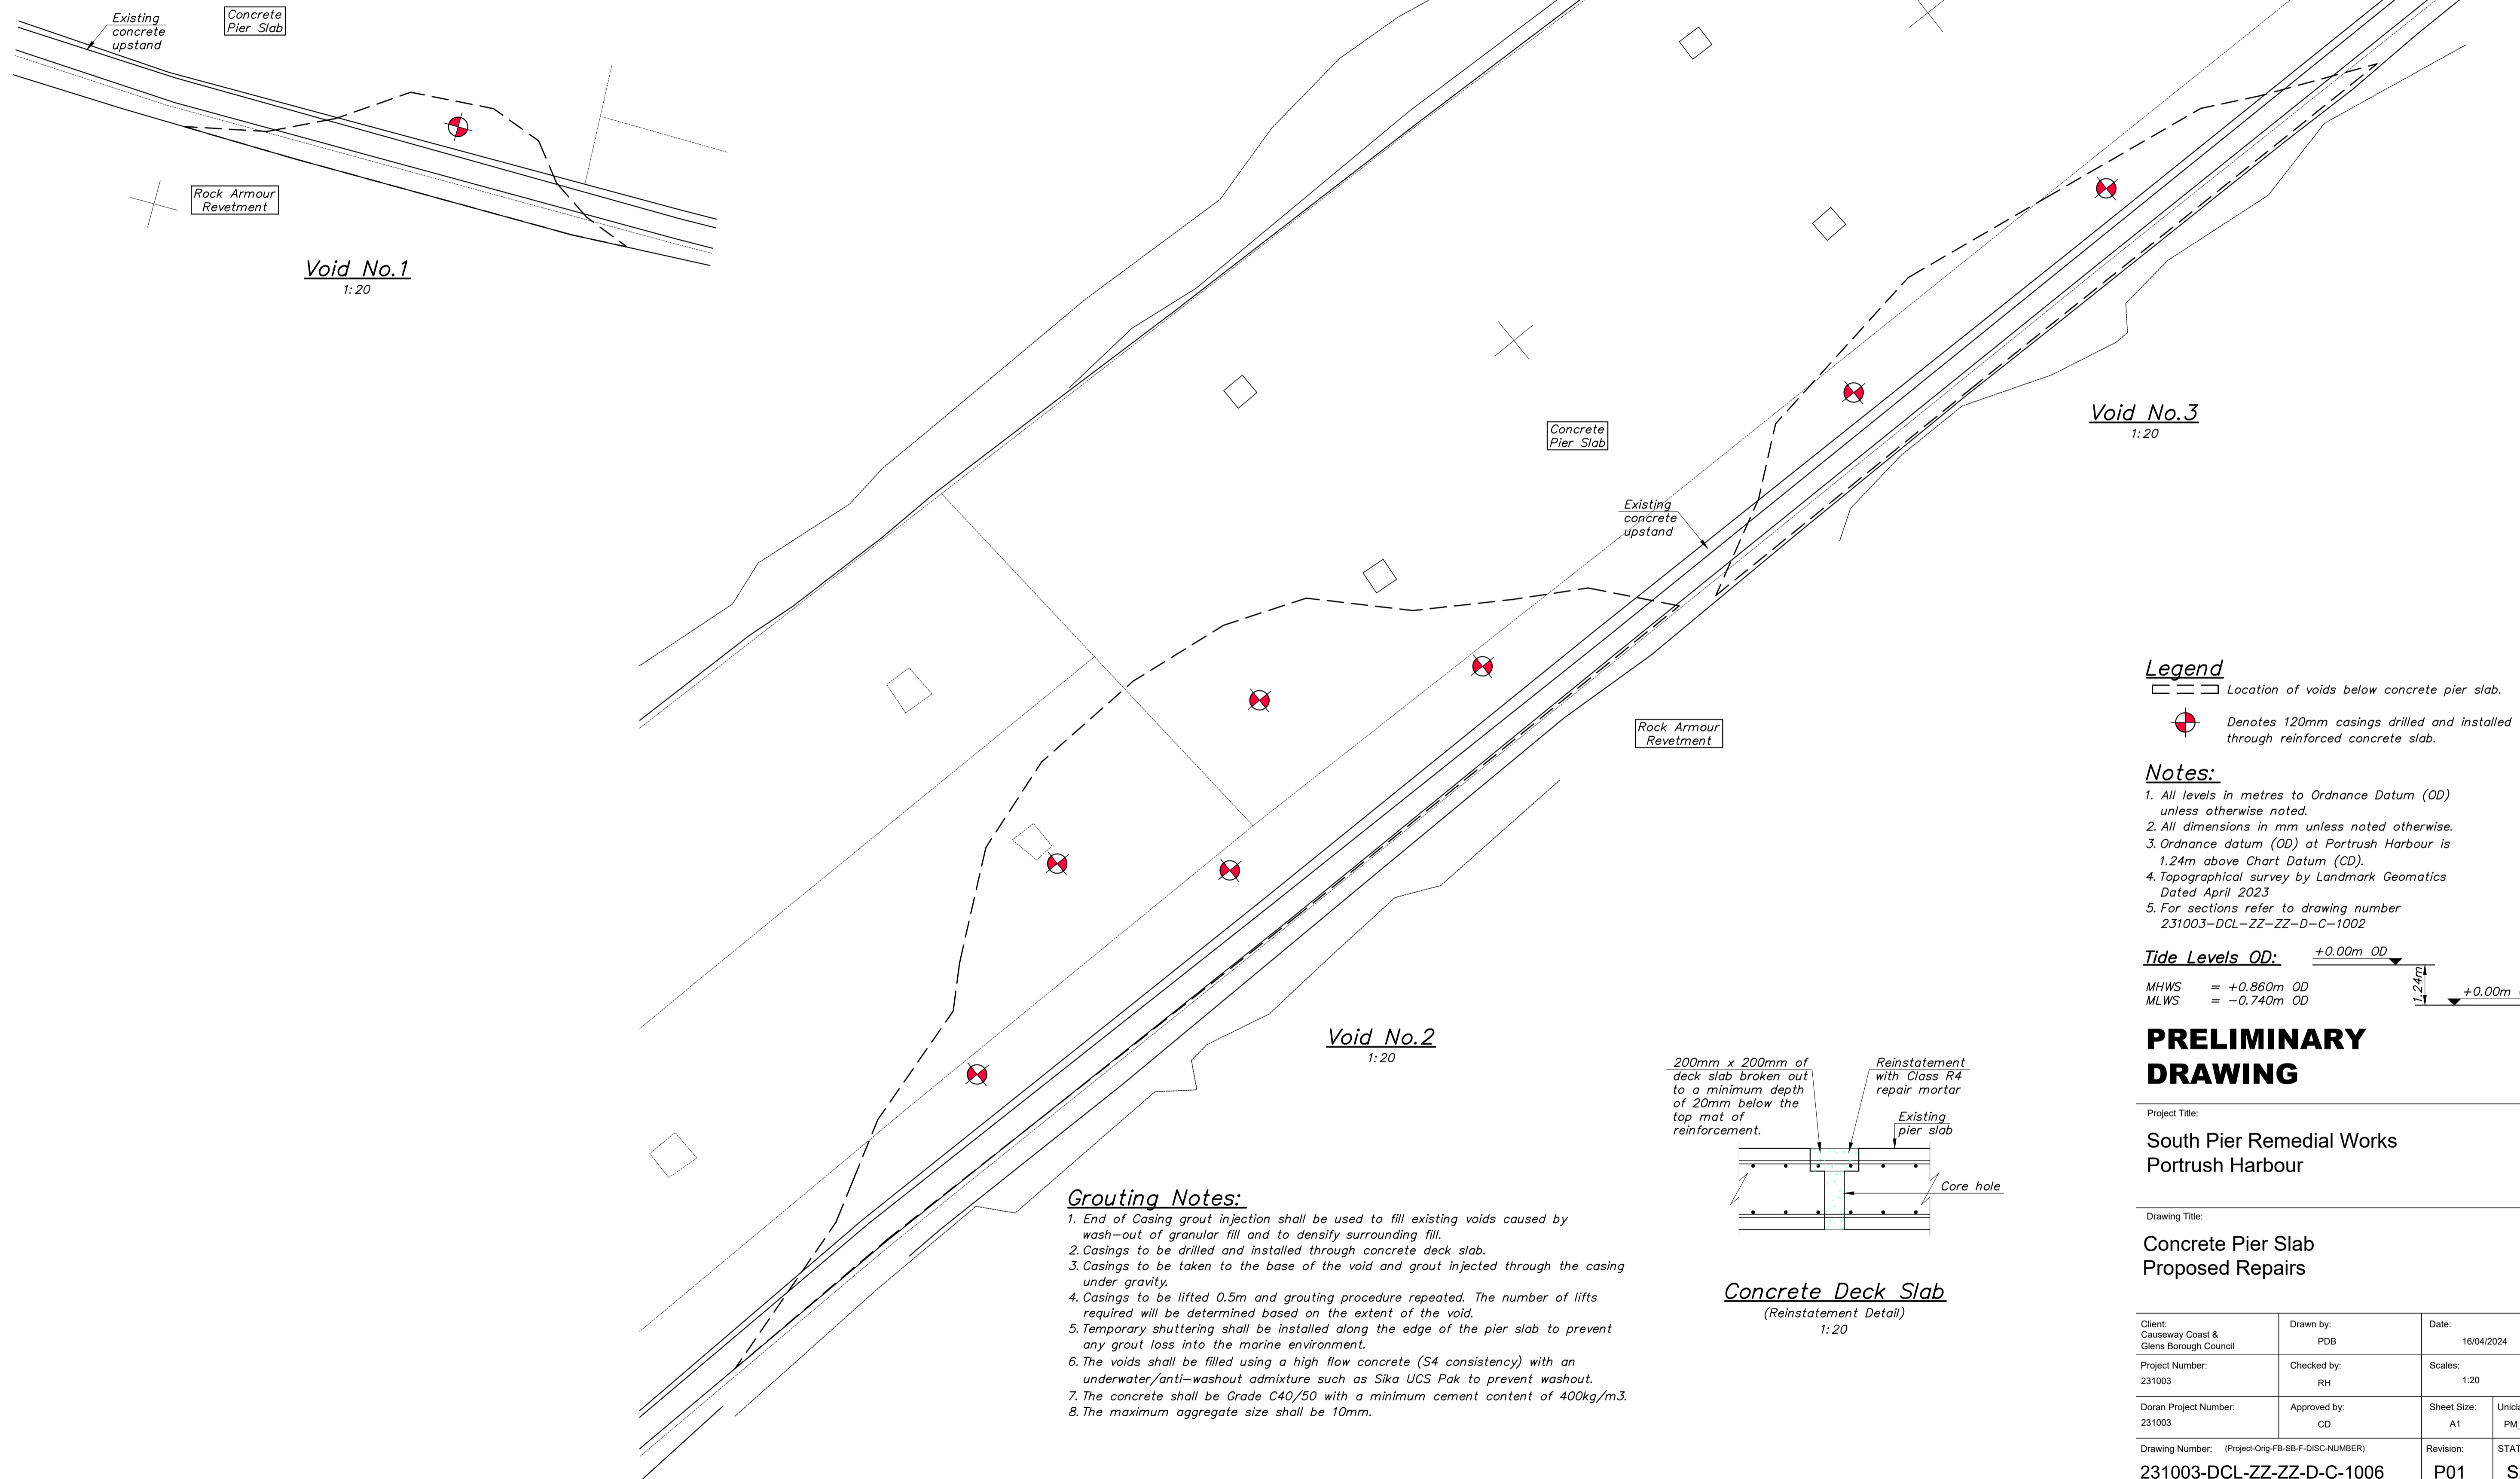 Existing
concrete
upstand
Concrete
Pier Slab
Rock Armour
Revetment
Void No.1
1:20
Concrete
Pier Slab
Existing
concrete
upstand
Void No.3
1:20
Rock Armour
Revetment
Void No.2
1:20
Legend
Location of voids below concrete pier slab.
Denotes 120mm casings drilled and installed
through reinforced concrete slab.
Notes:
1. All levels in metres to Ordnance Datum (OD)
unless otherwise noted.
2. All dimensions in mm unless noted otherwise.
3. Ordnance datum (OD) at Portrush Harbour is
1.24m above Chart Datum (CD).
4. Topographical survey by Landmark Geomatics
Dated April 2023
5. For sections refer to drawing number
231003-DCL-ZZ-ZZ-D-C-1002
Tide Levels OD:
+0.00m OD
1.24m
+0.00m
MHWS = +0.860m OD
MLWS = -0.740m OD
PRELIMINARY
DRAWING
Project Title:
South Pier Remedial Works
Portrush Harbour
Drawing Title:
Concrete Pier Slab
Proposed Repairs
Client:
Causeway Coast &
Glens Borough Council
Drawn by:
PDB
Date:
16/04/2024
Project Number:
231003
Checked by:
RH
Scales:
1:20
Doran Project Number:
231003
Approved by:
CD
Sheet Size:
A1
PM_
Drawing Number: (Project-Orig-FB-SB-F-DISC-NUMBER)
231003-DCL-ZZ-ZZ-D-C-1006
Revision:
P01
STAT
S
Grouting Notes:
1. End of Casing grout injection shall be used to fill existing voids caused by
wash-out of granular fill and to densify surrounding fill.
2. Casings to be drilled and installed through concrete deck slab.
3. Casings to be taken to the base of the void and grout injected through the casing
under gravity.
4. Casings to be lifted 0.5m and grouting procedure repeated. The number of lifts
required will be determined based on the extent of the void.
5. Temporary shuttering shall be installed along the edge of the pier slab to prevent
any grout loss into the marine environment.
6. The voids shall be filled using a high flow concrete (S4 consistency) with an
underwater/anti-washout admixture such as Sika UCS Pak to prevent washout.
7. The concrete shall be Grade C40/50 with a minimum cement content of 400kg/m3.
8. The maximum aggregate size shall be 10mm.
200mm x 200mm of
deck slab broken out
to a minimum depth
of 20mm below the
top mat of
reinforcement.
Reinstatement
with Class R4
repair mortar
Existing
pier slab
Core hole
Concrete Deck Slab
(Reinstatement Detail)
1:20